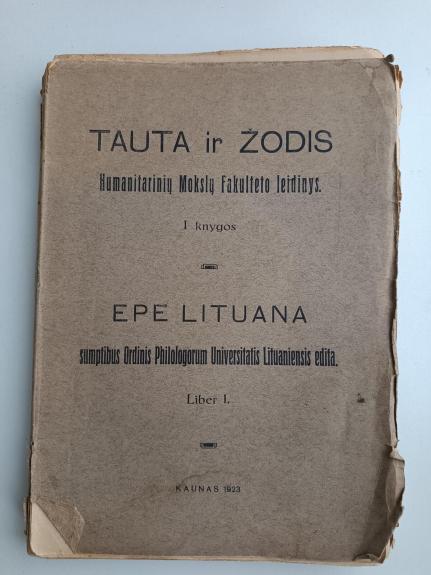 TAUTA ir ŽODIS
Humanitarinių Mokslų Fakulteto leidinys.
I knygos
EPE LITUANA
sumptibus Ordinis Philologorum Universitatis Lituaniensis edita.
Liber I.
KAUNAS 1923